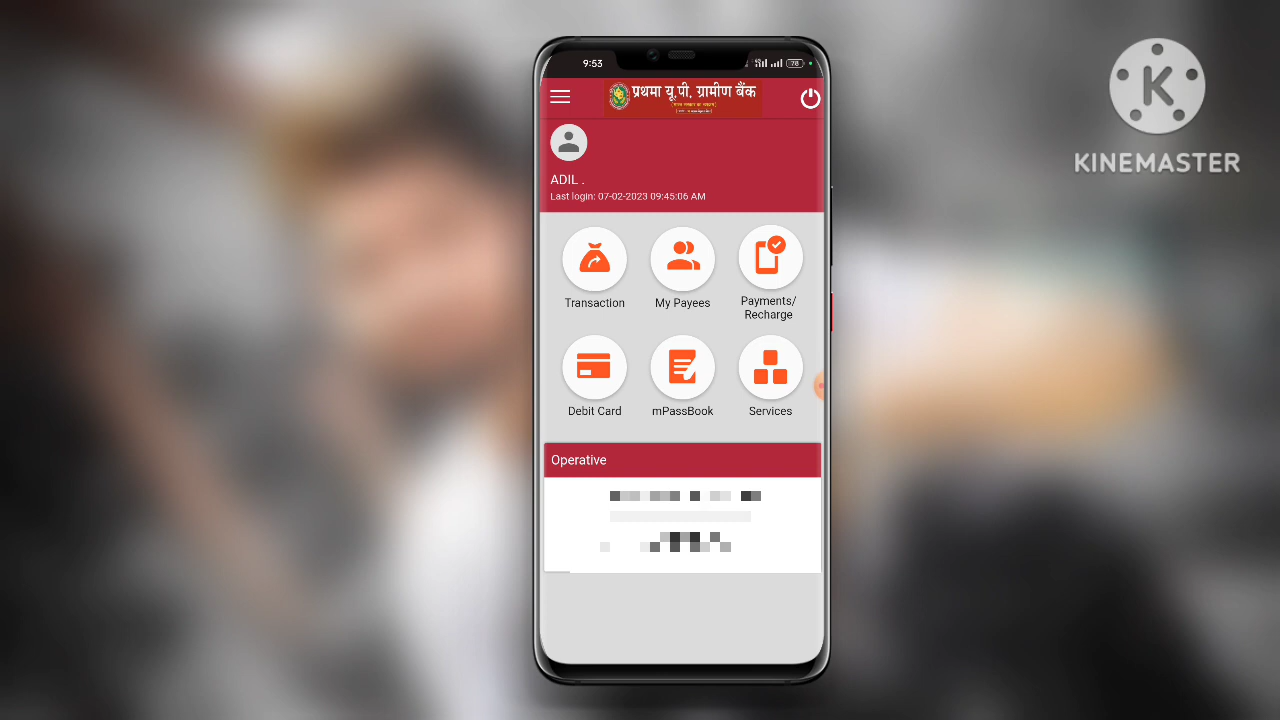 9:53
78
प्रथमा यू.पी. ग्रामीण बैंक
ADIL .
Last login: 07-02-2023 09:45:06 AM
Transaction
My Payees
Payments/
Recharge
Debit Card
mPassBook
Services
Operative
K
KINEMASTER